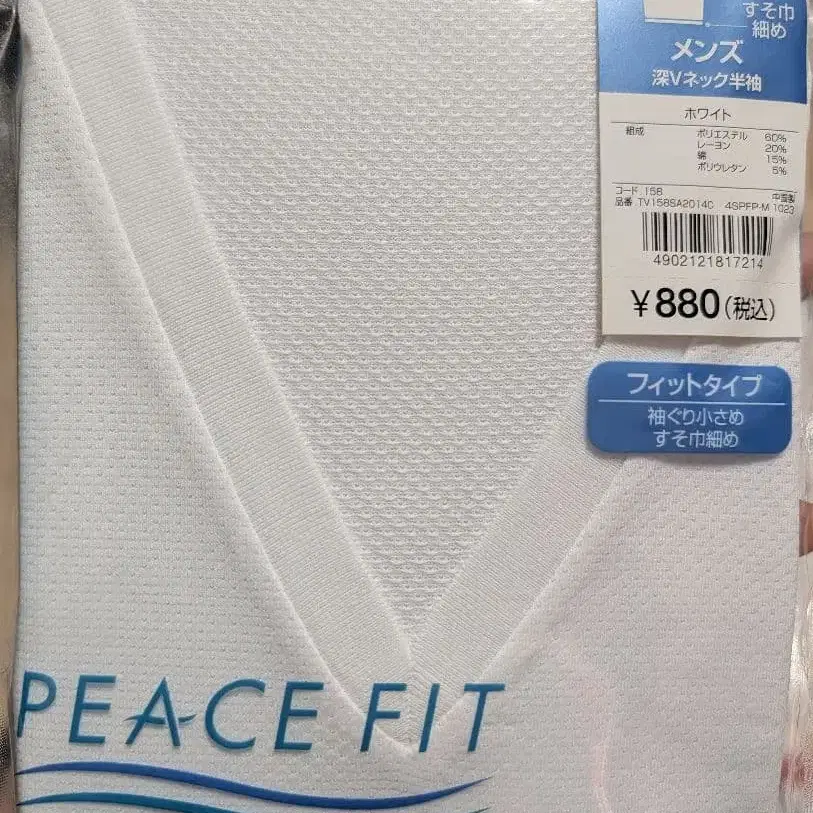 すそ巾
細め
メンズ
深Vネック半袖
ホワイト
組成 ポリエステル 60%
レーヨン 20%
綿 15%
ポリウレタン 5%
コード 158 中国製
品番 TV158SA2014C 4SPFP-M 1023
4902121817214
￥880(税込)
フィットタイプ
袖ぐり小さめ
すそ巾細め
PEACE FIT